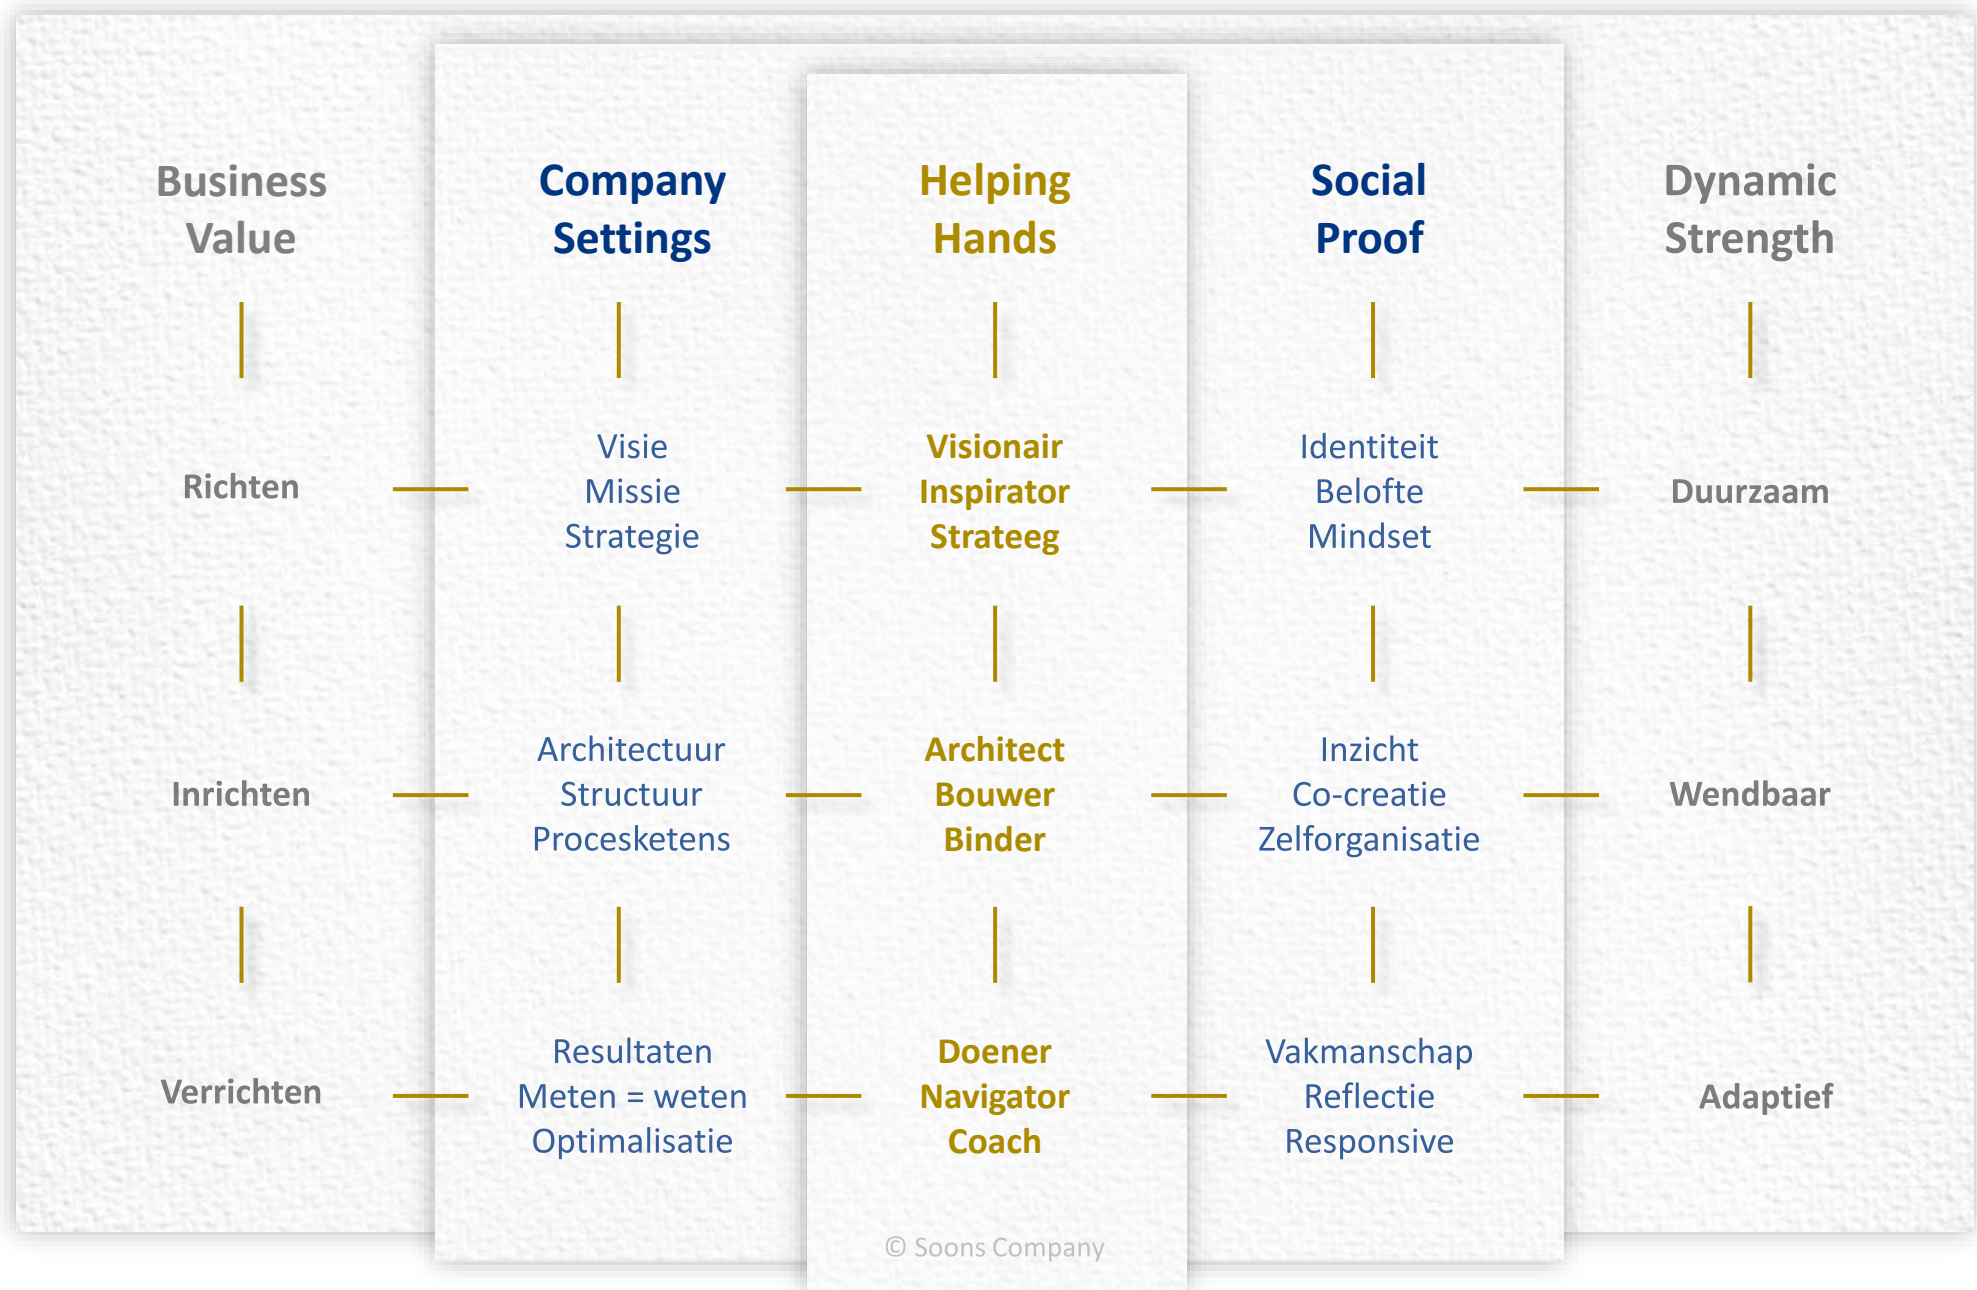 Business
Value
Company
Settings
Helping
Hands
Social
Proof
Dynamic
Strength
Richten
Visie
Missie
Strategie
Visionair
Inspirator
Strateeg
Identiteit
Belofte
Mindset
Duurzaam
Inrichten
Architectuur
Structuur
Procesketens
Architect
Bouwer
Binder
Inzicht
Co-creatie
Zelforganisatie
Wendbaar
Verrichten
Resultaten
Meten = weten
Optimalisatie
Doener
Navigator
Coach
Vakmanschap
Reflectie
Responsive
Adaptief
© Soons Company